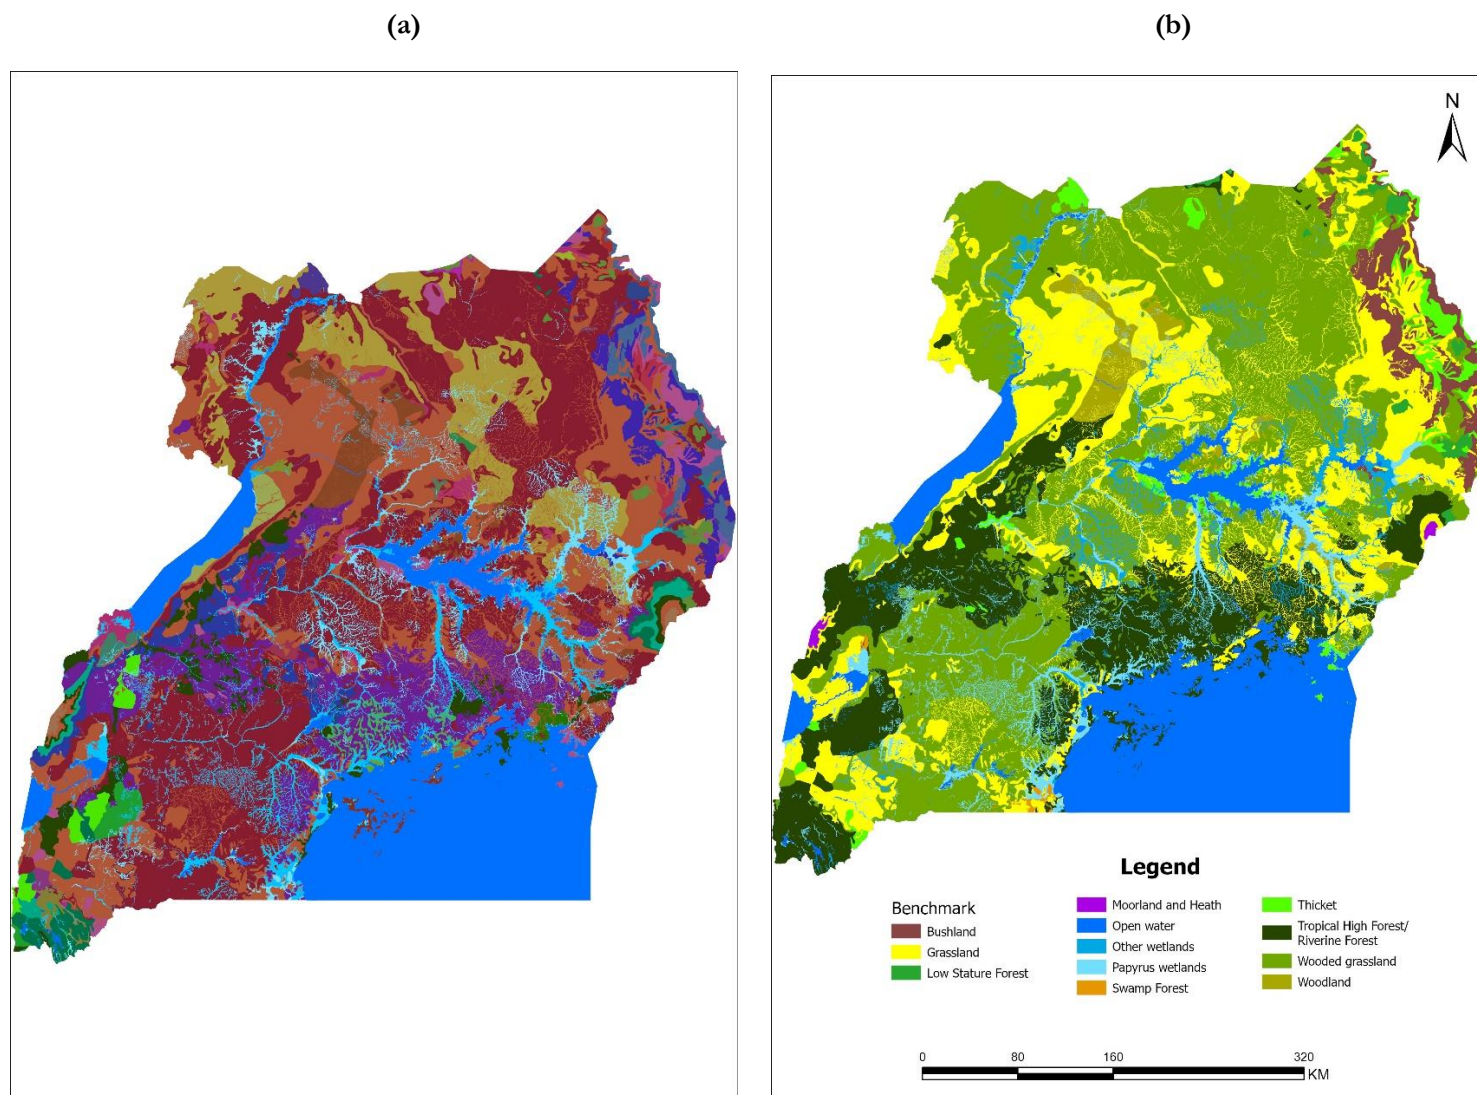 (a)
(b)
N
Legend
Benchmark
Bushland
Grassland
Low Stature Forest
Moorland and Heath
Open water
Other wetlands
Papyrus wetlands
Swamp Forest
Thicket
Tropical High Forest/
Riverine Forest
Wooded grassland
Woodland
0 80 160 320
KM